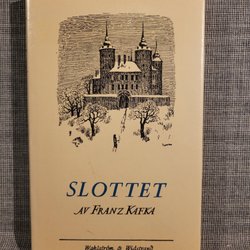 SLOTTET
AV FRANZ KAFKA
Wahlström & Widstrand